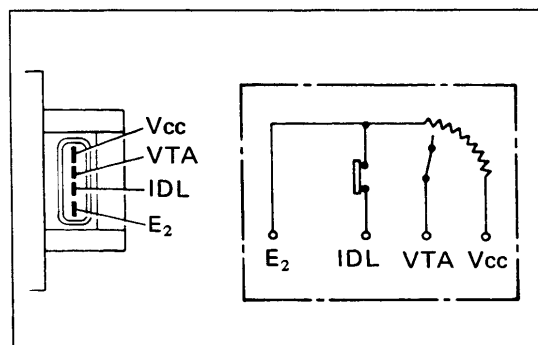 Vcc
VTA
IDL
E₂
E₂ IDL VTA Vcc